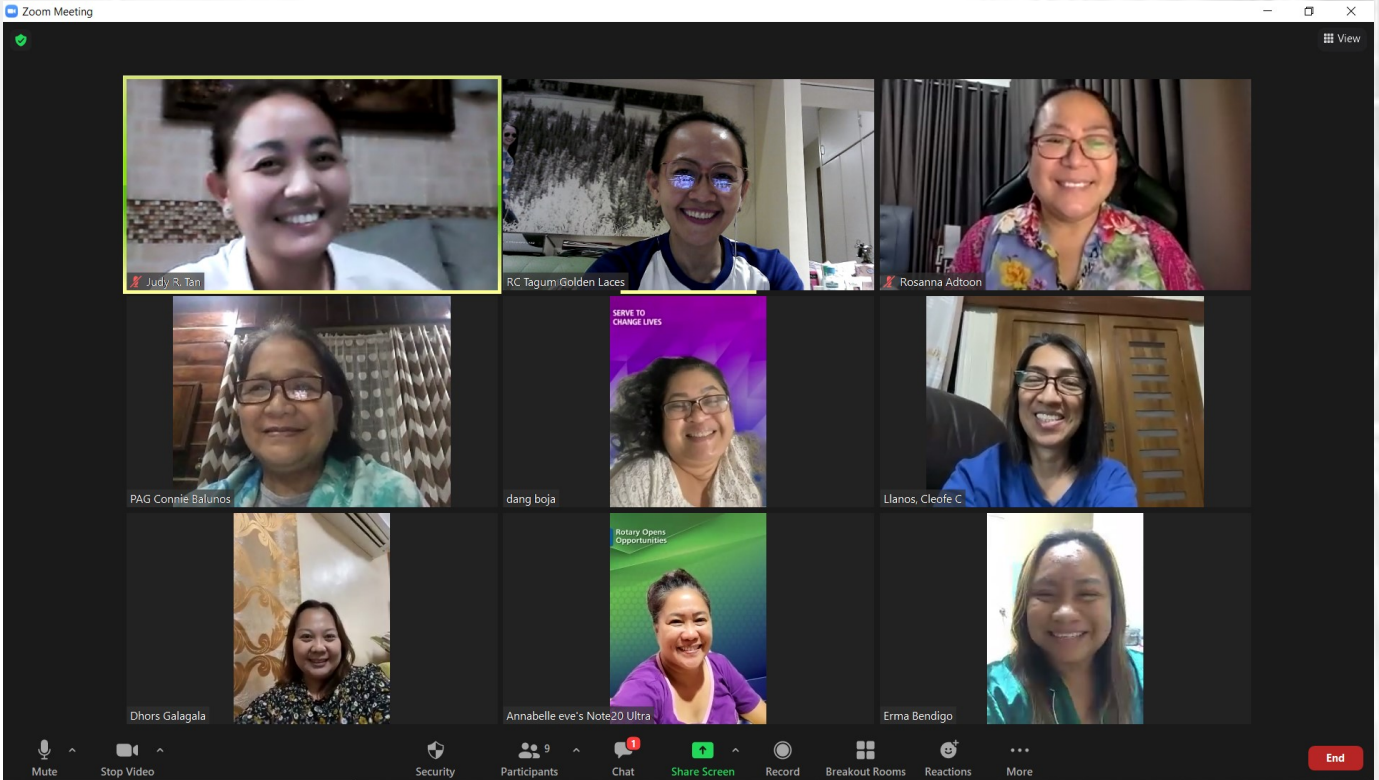 Zoom Meeting
View
Judy R. Tan
RC Tagum Golden Laces
Rosanna Adtoon
SERVE TO
CHANGE LIVES
PAG Connie Balunos
dang boja
Llanos, Cleofe C
Rotary Opens
Opportunities
Dhors Galagala
Annabelle eve's Note20 Ultra
Erma Bendigo
Mute
Stop Video
Security
Participants
9
Chat
1
Share Screen
Record
Breakout Rooms
Reactions
More
End